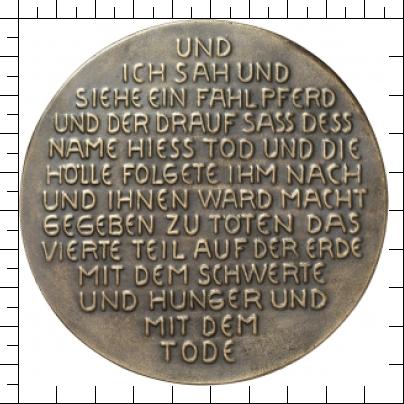 UND
ICH SAH UND
SIEHE EIN FAHL PFERD
UND DER DRAUF SASS DESS
NAME HIESS TOD UND DIE
HÖLLE FOLGETE IHM NACH
UND IHNEN WARD MACHT
GEGEBEN ZU TÖTEN DAS
VIERTE TEIL AUF DER ERDE
MIT DEM SCHWERTE
UND HUNGER UND
MIT DEM
TODE